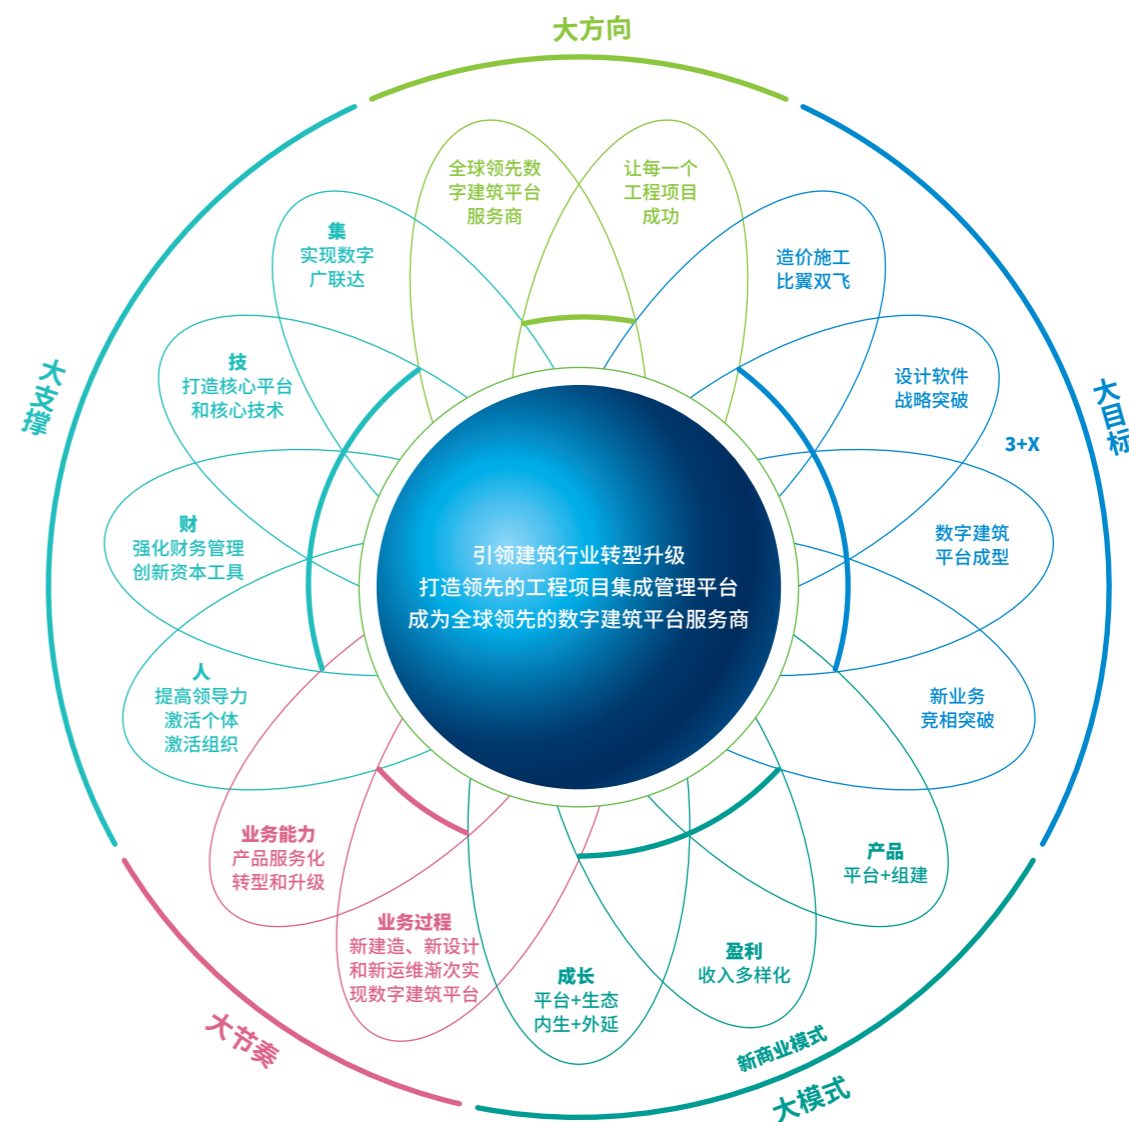 大方向
全球领先数
字建筑平台
服务商
让每一个
工程项目
成功
造价施工
比翼双飞
设计软件
战略突破
3+X
大目标
数字建筑
平台成型
新业务
竞相突破
产品
平台+组建
盈利
收入多样化
新商业模式
大模式
成长
平台+生态
内生+外延
业务过程
新建造、新设计
和新运维渐次实
现数字建筑平台
大节奏
业务能力
产品服务化
转型和升级
人
提高领导力
激活个体
激活组织
财
强化财务管理
创新资本工具
大支撑
技
打造核心平台
和核心技术
集
实现数字
广联达
引领建筑行业转型升级
打造领先的工程项目集成管理平台
成为全球领先的数字建筑平台服务商